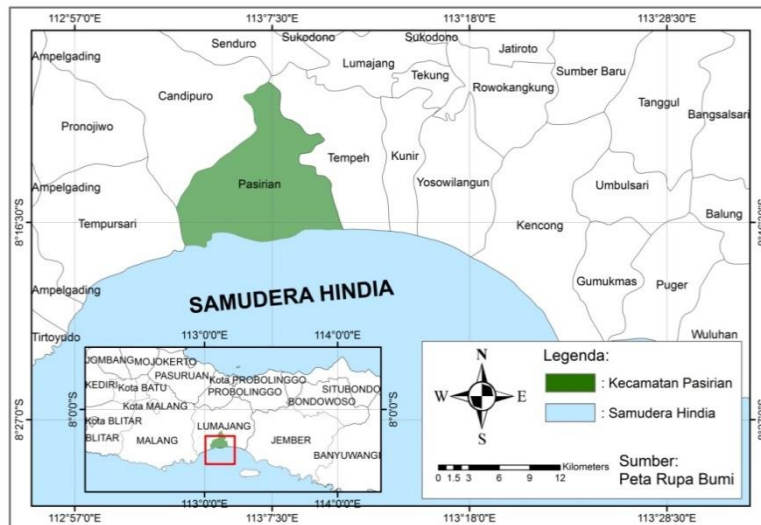 112°57'0"E
113°7'30"E
113°18'0"E
113°28'30"E
Ampelgading
Senduro
Sukodono
Sukodono
Jatiroto
Lumajang
Tekung
Sumber Baru
Candipuro
Rowokangkung
Tanggul
Bangsalsari
Pronojiwo
Tempeh
Kunir
Pasirian
Yosowilangun
Umbulsari
Ampelgading
Tempursari
Balung
8°16'30"S
Kencong
8°16'30"S
Gumukmas
Puger
Ampelgading
SAMUDERA HINDIA
Tirtoyudo
Wuluhan
113°0'0"E
114°0'0"E
JOMBANG
MOJOKERTO
PASURUAN
Kota PROBOLINGGO
KEDIRI
Kota BATU
PROBOLINGGO
SITUBONDO
BONDOWOSO
8°0'0"S
Kota MALANG
8°0'0"S
Kota BLITAR
LUMAJANG
BLITAR
MALANG
JEMBER
BANYUWANGI
113°0'0"E
114°0'0"E
8°27'0"S
8°27'0"S
N
W
E
S
Legenda:
: Kecamatan Pasirian
: Samudera Hindia
Kilometers
0 1.5 3 6 9 12
Sumber:
Peta Rupa Bumi
112°57'0"E
113°7'30"E
113°18'0"E
113°28'30"E